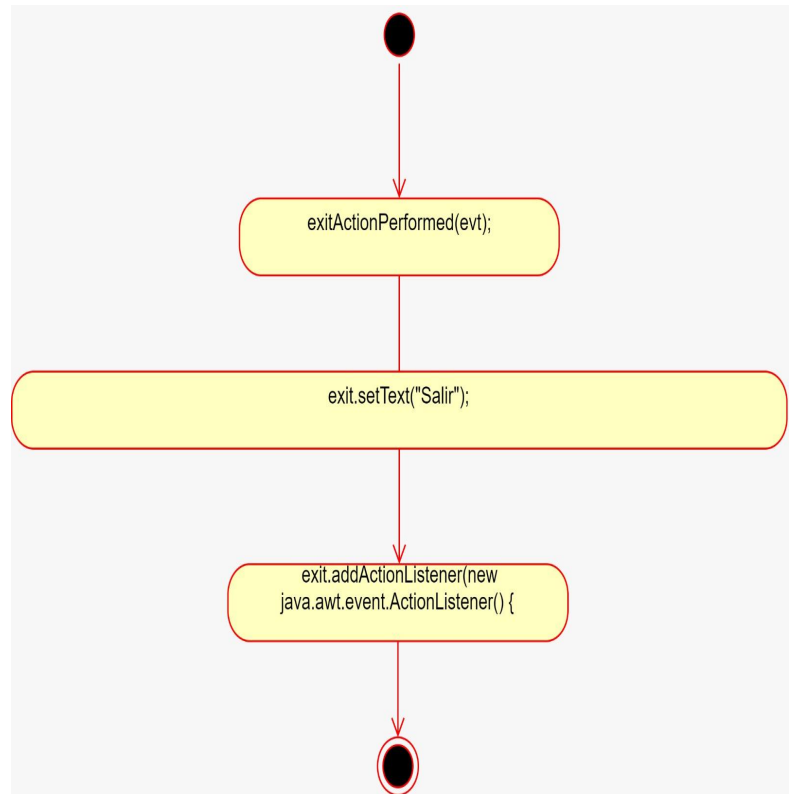 exitActionPerformed(evt);
exit.setText("Salir");
exit.addActionListener(new
java.awt.event.ActionListener() {